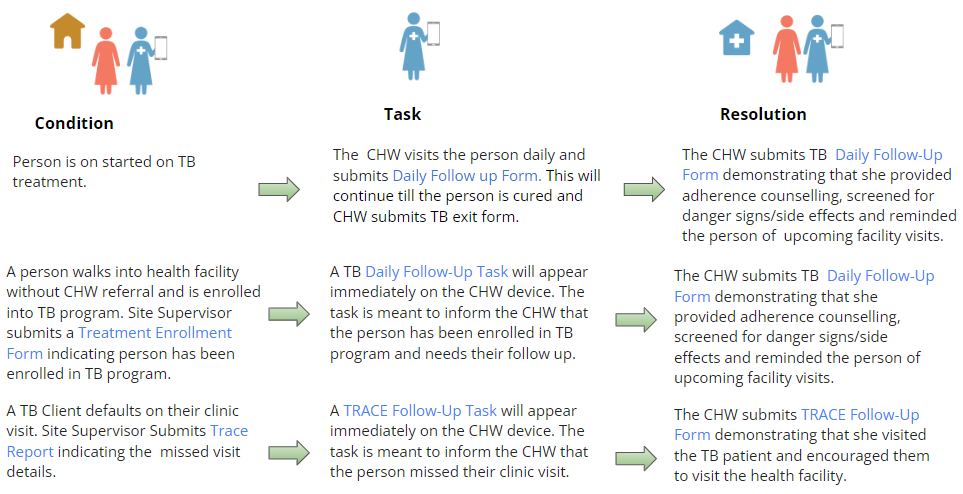 Condition
Task
Resolution
Person is on started on TB
treatment.
The  CHW visits the person daily and
submits Daily Follow up Form. This will
continue till the person is cured and
CHW submits TB exit form.
The CHW submits TB  Daily Follow-Up
Form demonstrating that she provided
adherence counselling, screened for
danger signs/side effects and reminded
the person of  upcoming facility visits.
A person walks into health facility
without CHW referral and is enrolled
into TB program. Site Supervisor
submits a Treatment Enrollment
Form indicating person has been
enrolled in TB program.
A TB Daily Follow-Up Task will appear
immediately on the CHW device. The
task is meant to inform the CHW that
the person has been enrolled in TB
program and needs their follow up.
The CHW submits TB  Daily Follow-Up
Form demonstrating that she
provided adherence counselling,
screened for danger signs/side
effects and reminded the person of
upcoming facility visits.
A TB Client defaults on their clinic
visit. Site Supervisor Submits Trace
Report indicating the  missed visit
details.
A TRACE Follow-Up Task will appear
immediately on the CHW device. The
task is meant to inform the CHW that
the person missed their clinic visit.
The CHW submits TRACE Follow-Up
Form demonstrating that she visited
the TB patient and encouraged them
to visit the health facility.